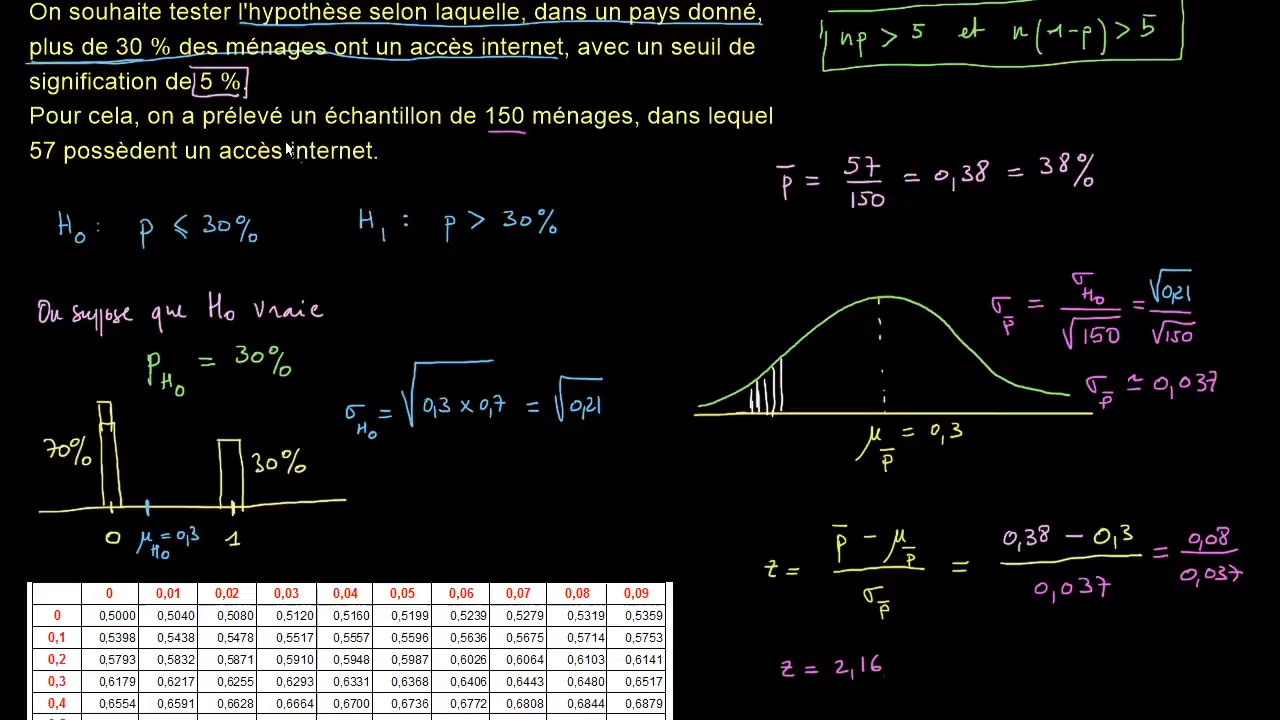 On souhaite tester l'hypothèse selon laquelle, dans un pays donné,
plus de 30 % des ménages ont un accès internet, avec un seuil de
signification de 5 %.
Pour cela, on a prélevé un échantillon de 150 ménages, dans lequel
57 possèdent un accès internet.
np > 5 et n(1-p) > 5
p̄ = 57/150 = 0,38 = 38%
H₀ : p ⩽ 30% H₁ : p > 30%
On suppose que H₀ vraie
P_H₀ = 30%
σ_H₀ = √(0,3 × 0,7) = √0,21
70% 30%
0 μ_H₀ = 0,3 1
σ_p̄ = σ_H₀/√150 = √0,21/√150
σ_p̄ ≃ 0,037
μ_p̄ = 0,3
z = (p̄ - μ_p̄)/σ_p̄ = (0,38 - 0,3)/0,037 = 0,08/0,037
z = 2,16
0 0,01 0,02 0,03 0,04 0,05 0,06 0,07 0,08 0,09
0 0,5000 0,5040 0,5080 0,5120 0,5160 0,5199 0,5239 0,5279 0,5319 0,5359
0,1 0,5398 0,5438 0,5478 0,5517 0,5557 0,5596 0,5636 0,5675 0,5714 0,5753
0,2 0,5793 0,5832 0,5871 0,5910 0,5948 0,5987 0,6026 0,6064 0,6103 0,6141
0,3 0,6179 0,6217 0,6255 0,6293 0,6331 0,6368 0,6406 0,6443 0,6480 0,6517
0,4 0,6554 0,6591 0,6628 0,6664 0,6700 0,6736 0,6772 0,6808 0,6844 0,6879